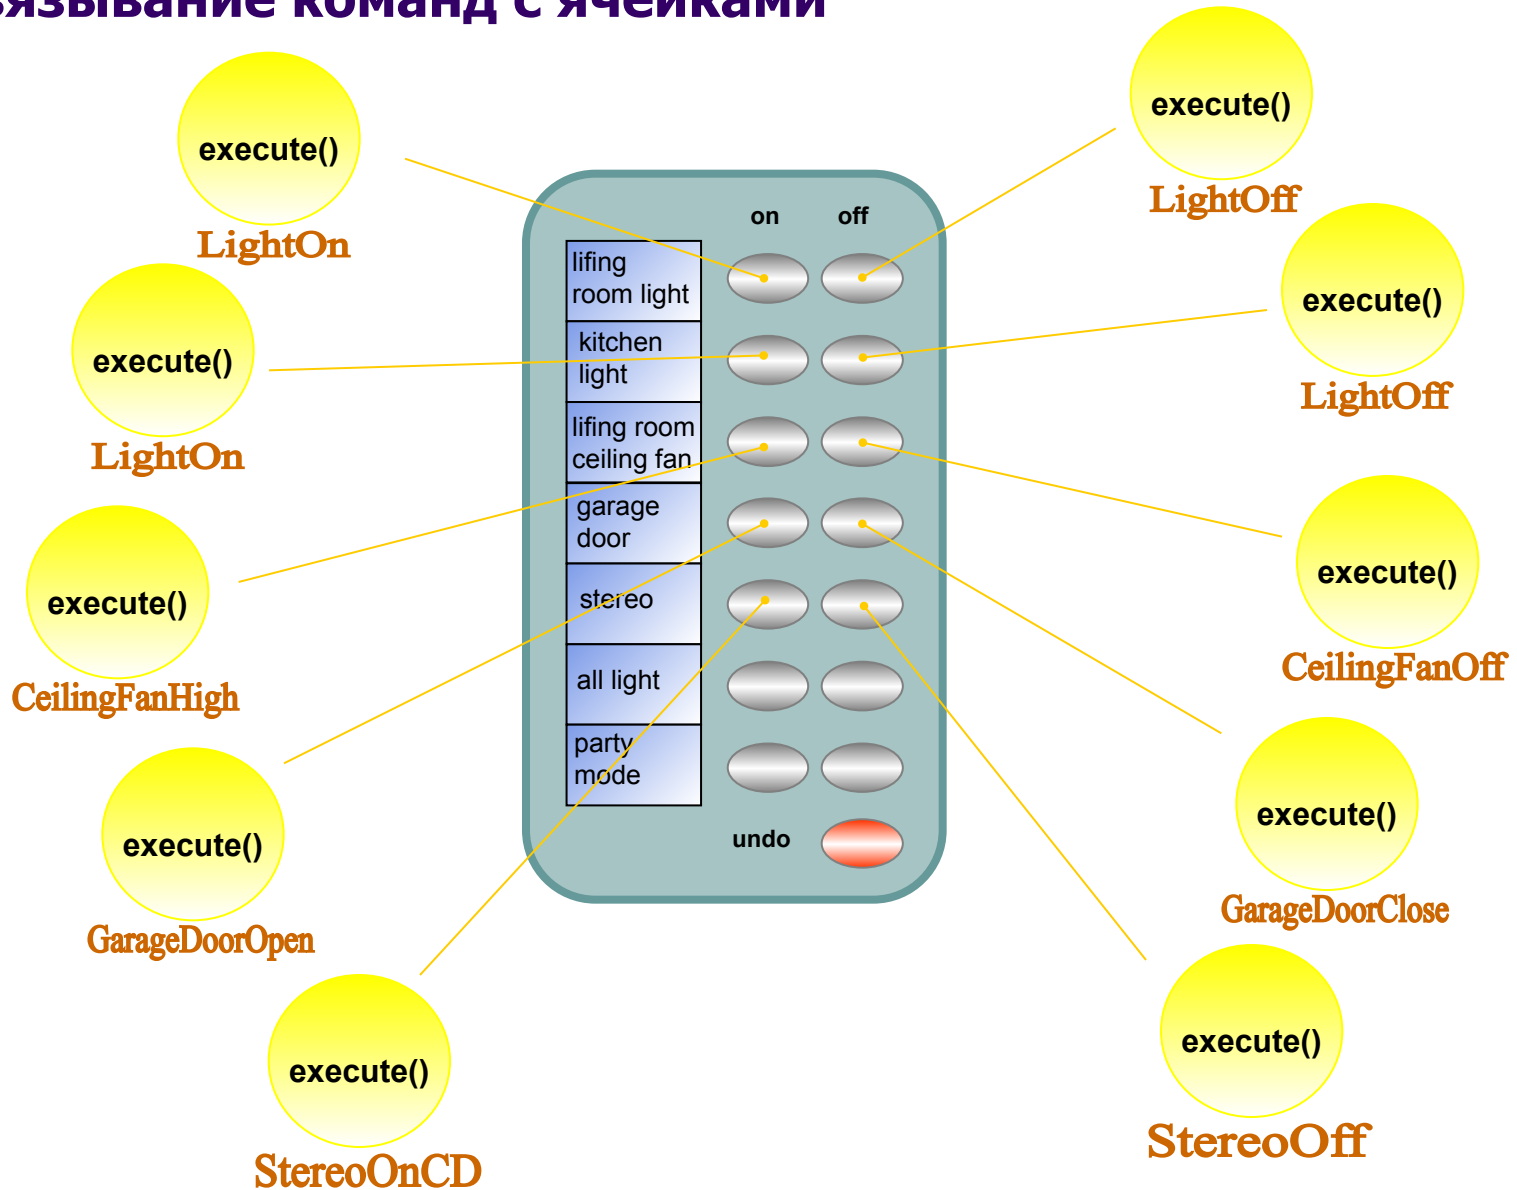 язывание команд с ячейками
execute()
LightOn
execute()
LightOff
on off
lifing
room light
kitchen
light
lifing room
ceiling fan
garage
door
stereo
all light
party
mode
undo
execute()
LightOn
execute()
LightOff
execute()
CeilingFanHigh
execute()
CeilingFanOff
execute()
GarageDoorOpen
execute()
GarageDoorClose
execute()
StereoOnCD
execute()
StereoOff